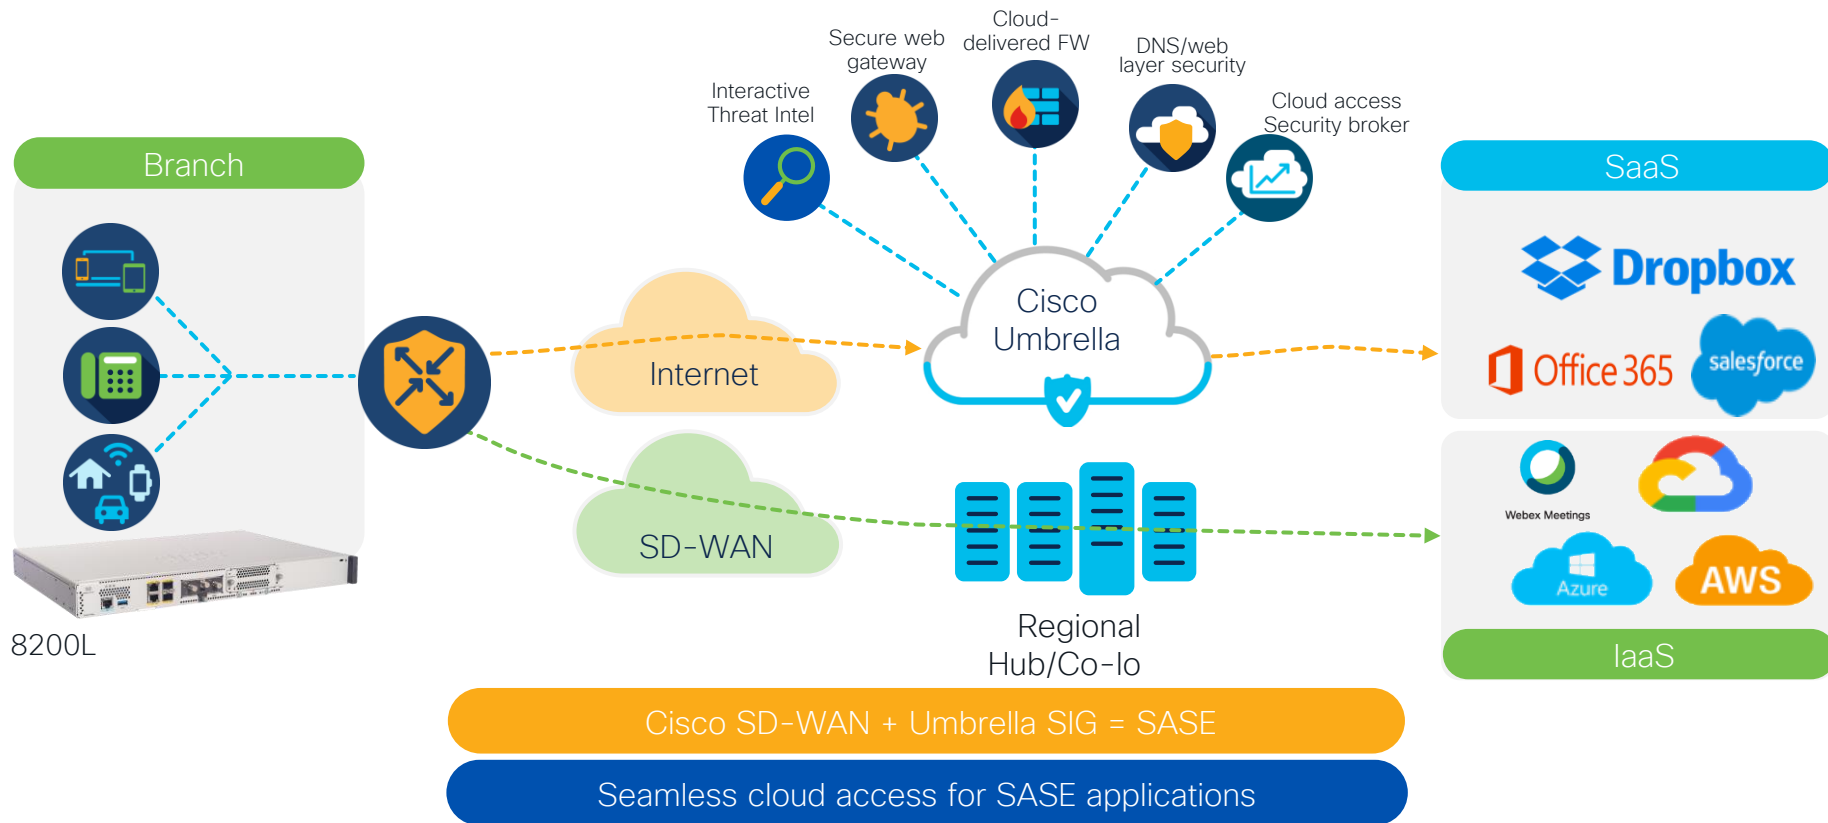 Cloud-
delivered FW
Secure web
gateway
DNS/web
layer security
Interactive
Threat Intel
Cloud access
Security broker
Branch
SaaS
Dropbox
Cisco
Umbrella
Internet
Office 365
salesforce
Webex Meetings
SD-WAN
Azure
AWS
8200L
Regional
Hub/Co-lo
IaaS
Cisco SD-WAN + Umbrella SIG = SASE
Seamless cloud access for SASE applications